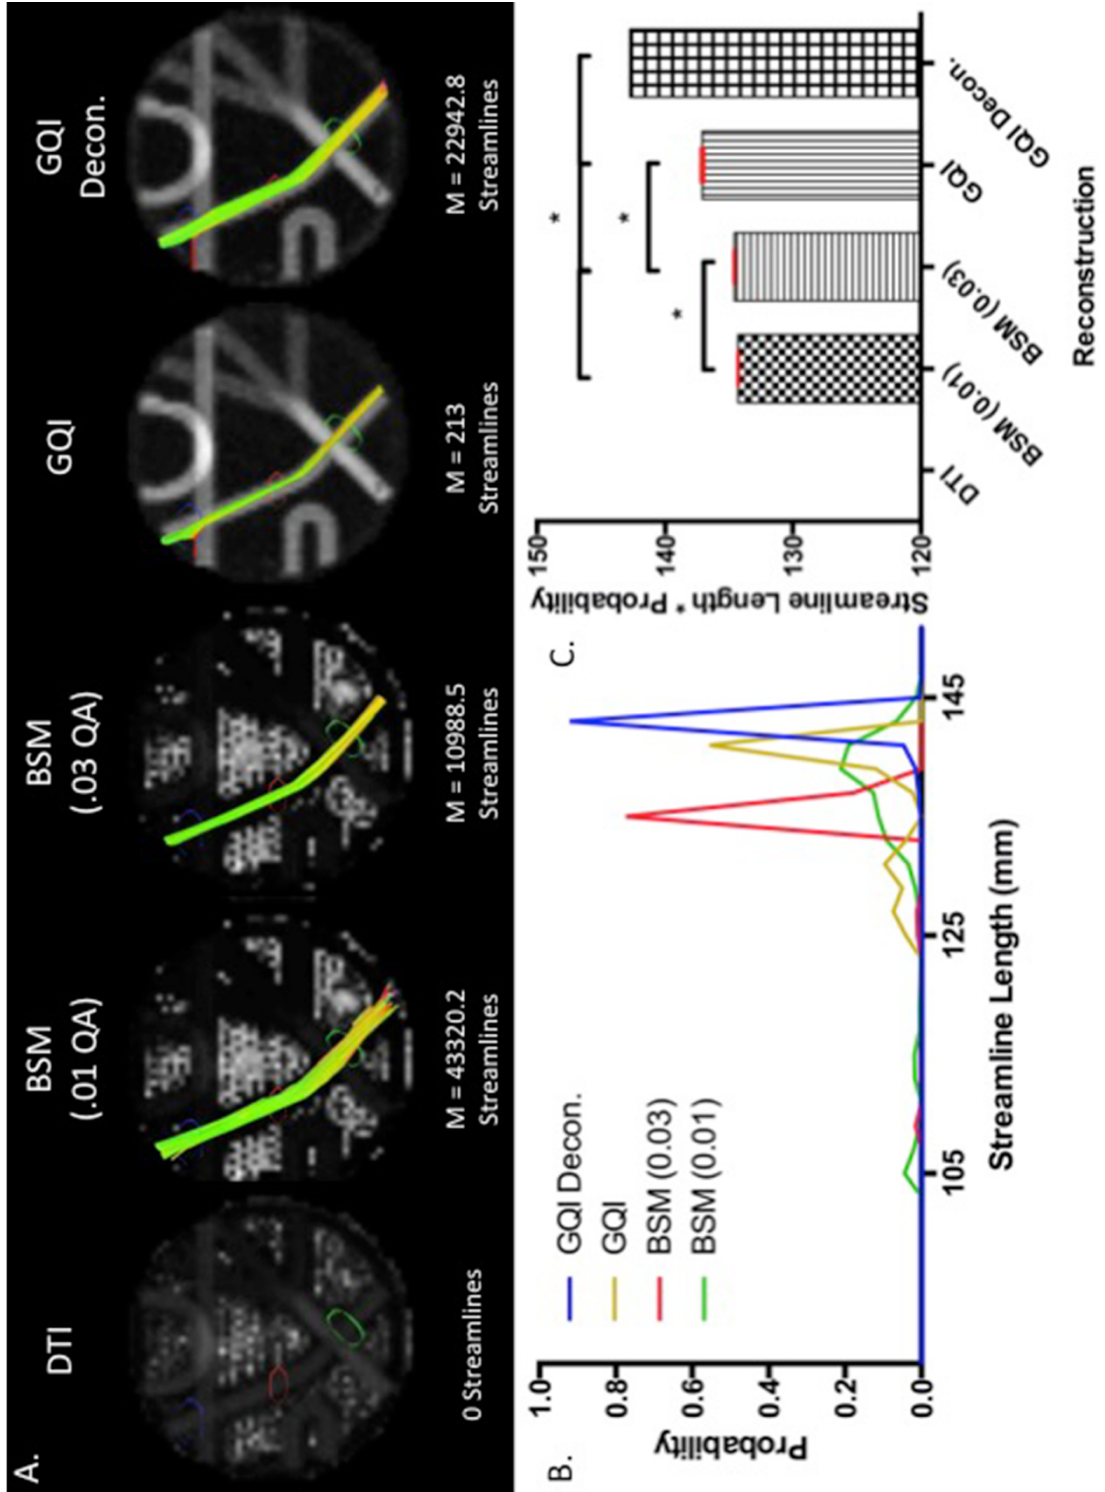 A.
DTI
0 Streamlines
BSM
(.01 QA)
M = 43320.2
Streamlines
BSM
(.03 QA)
M = 10988.5
Streamlines
GQI
M = 213
Streamlines
GQI
Decon.
M = 22942.8
Streamlines
B.
Probability
1.0
0.8
0.6
0.4
0.2
0.0
GQI Decon.
GQI
BSM (0.03)
BSM (0.01)
105
125
145
Streamline Length (mm)
C.
Streamline Length * Probability
150
140
130
120
*
*
*
DTI
BSM (0.01)
BSM (0.03)
GQI
GQI Decon.
Reconstruction